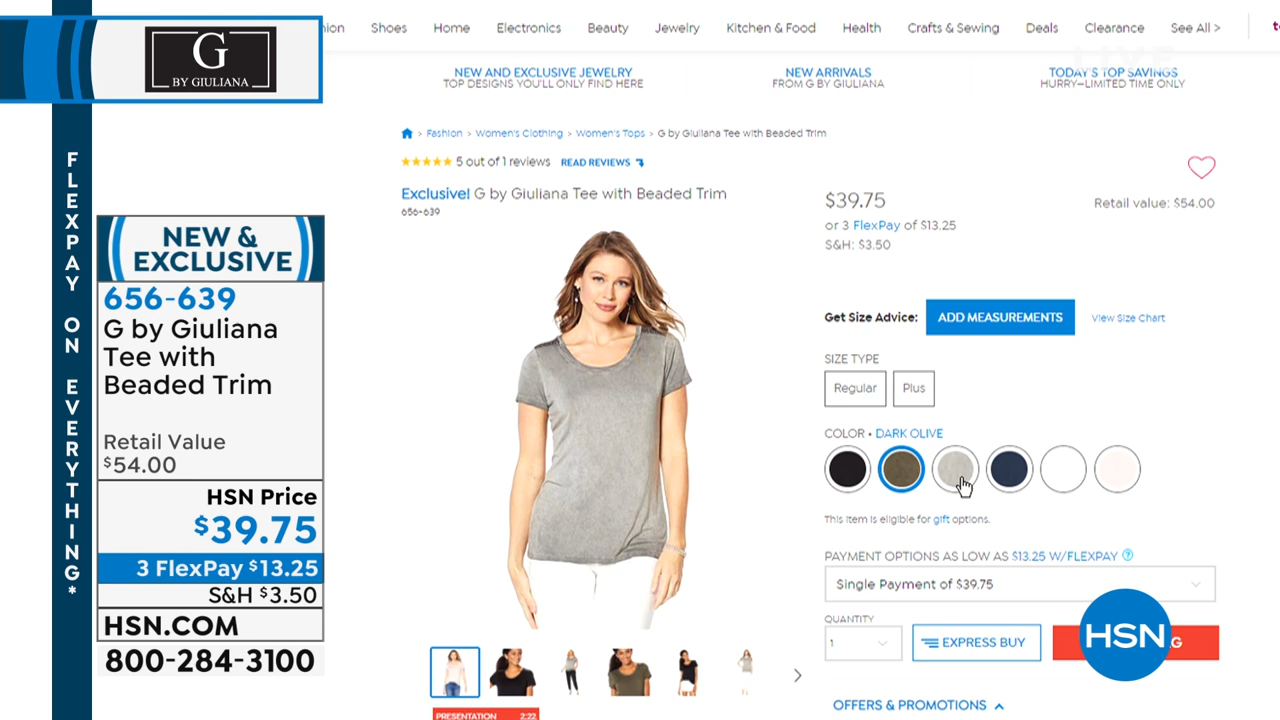 G
BY GIULIANA
FLEXPAY ON EVERYTHING*
NEW &
EXCLUSIVE
656-639
G by Giuliana
Tee with
Beaded Trim
Retail Value
$54.00
HSN Price
$39.75
3 FlexPay $13.25
S&H $3.50
HSN.COM
800-284-3100
Shoes Home Electronics Beauty Jewelry Kitchen & Food Health Crafts & Sewing Deals Clearance See All >
LIVE
NEW AND EXCLUSIVE JEWELRY
TOP DESIGNS YOU'LL ONLY FIND HERE
NEW ARRIVALS
FROM G BY GIULIANA
TODAY'S TOP SAVINGS
HURRY—LIMITED TIME ONLY
> Fashion > Women's Clothing > Women's Tops > G by Giuliana Tee with Beaded Trim
5 out of 1 reviews READ REVIEWS
Exclusive! G by Giuliana Tee with Beaded Trim
656-639
$39.75
Retail value: $54.00
or 3 FlexPay of $13.25
S&H: $3.50
Get Size Advice: ADD MEASUREMENTS View Size Chart
SIZE TYPE
Regular Plus
COLOR • DARK OLIVE
This item is eligible for gift options.
PAYMENT OPTIONS AS LOW AS $13.25 W/FLEXPAY ?
Single Payment of $39.75
QUANTITY
1
EXPRESS BUY
HSN
OFFERS & PROMOTIONS
PRESENTATION 2:22